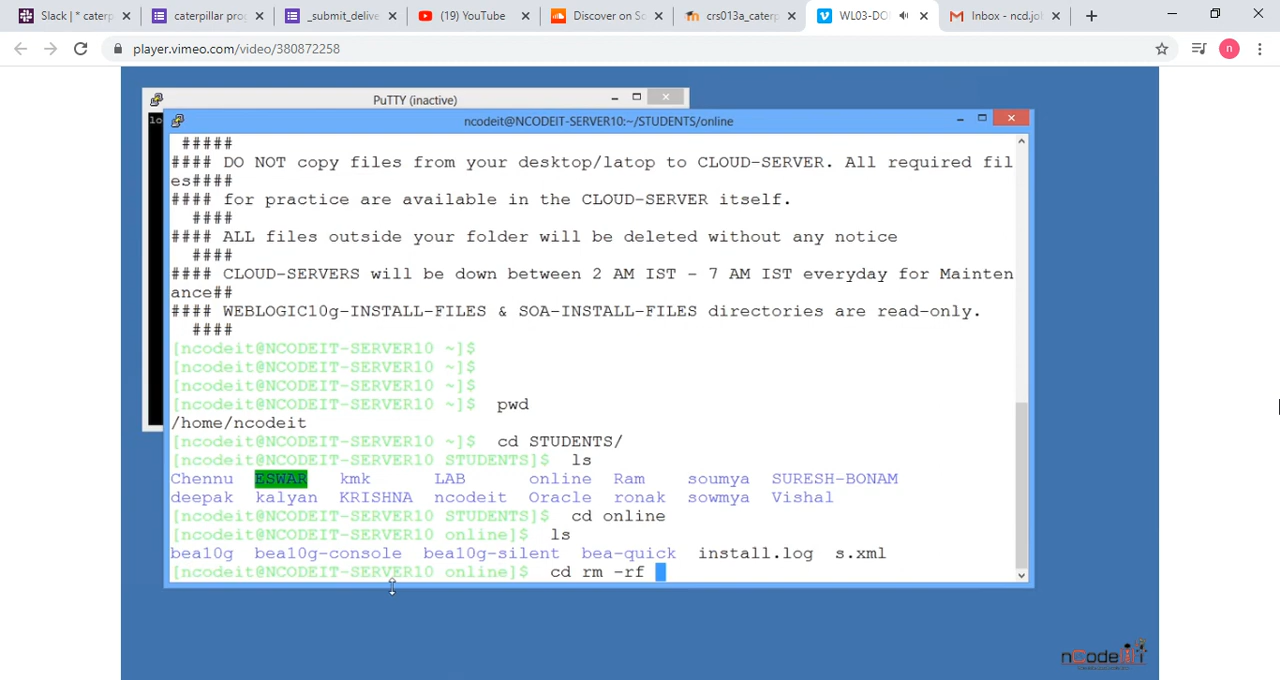 Slack | * caterp
caterpillar prog
_submit_delive
(19) YouTube
Discover on So
crs013a_caterp
WL03-DO
Inbox - ncd.jol
player.vimeo.com/video/380872258
n
PuTTY (inactive)
lo
ncodeit@NCODEIT-SERVER10:~/STUDENTS/online
#####
#### DO NOT copy files from your desktop/latop to CLOUD-SERVER. All required fil
es####
#### for practice are available in the CLOUD-SERVER itself.
####
#### ALL files outside your folder will be deleted without any notice
####
#### CLOUD-SERVERS will be down between 2 AM IST - 7 AM IST everyday for Mainten
ance##
#### WEBLOGIC10g-INSTALL-FILES & SOA-INSTALL-FILES directories are read-only.
####
[ncodeit@NCODEIT-SERVER10 ~]$
[ncodeit@NCODEIT-SERVER10 ~]$
[ncodeit@NCODEIT-SERVER10 ~]$
[ncodeit@NCODEIT-SERVER10 ~]$ pwd
/home/ncodeit
[ncodeit@NCODEIT-SERVER10 ~]$ cd STUDENTS/
[ncodeit@NCODEIT-SERVER10 STUDENTS]$ ls
Chennu ESWAR kmk LAB online Ram soumya SURESH-BONAM
deepak kalyan KRISHNA ncodeit Oracle ronak sowmya Vishal
[ncodeit@NCODEIT-SERVER10 STUDENTS]$ cd online
[ncodeit@NCODEIT-SERVER10 online]$ ls
bea10g bea10g-console bea10g-silent bea-quick install.log s.xml
[ncodeit@NCODEIT-SERVER10 online]$ cd rm -rf
nCodeIT